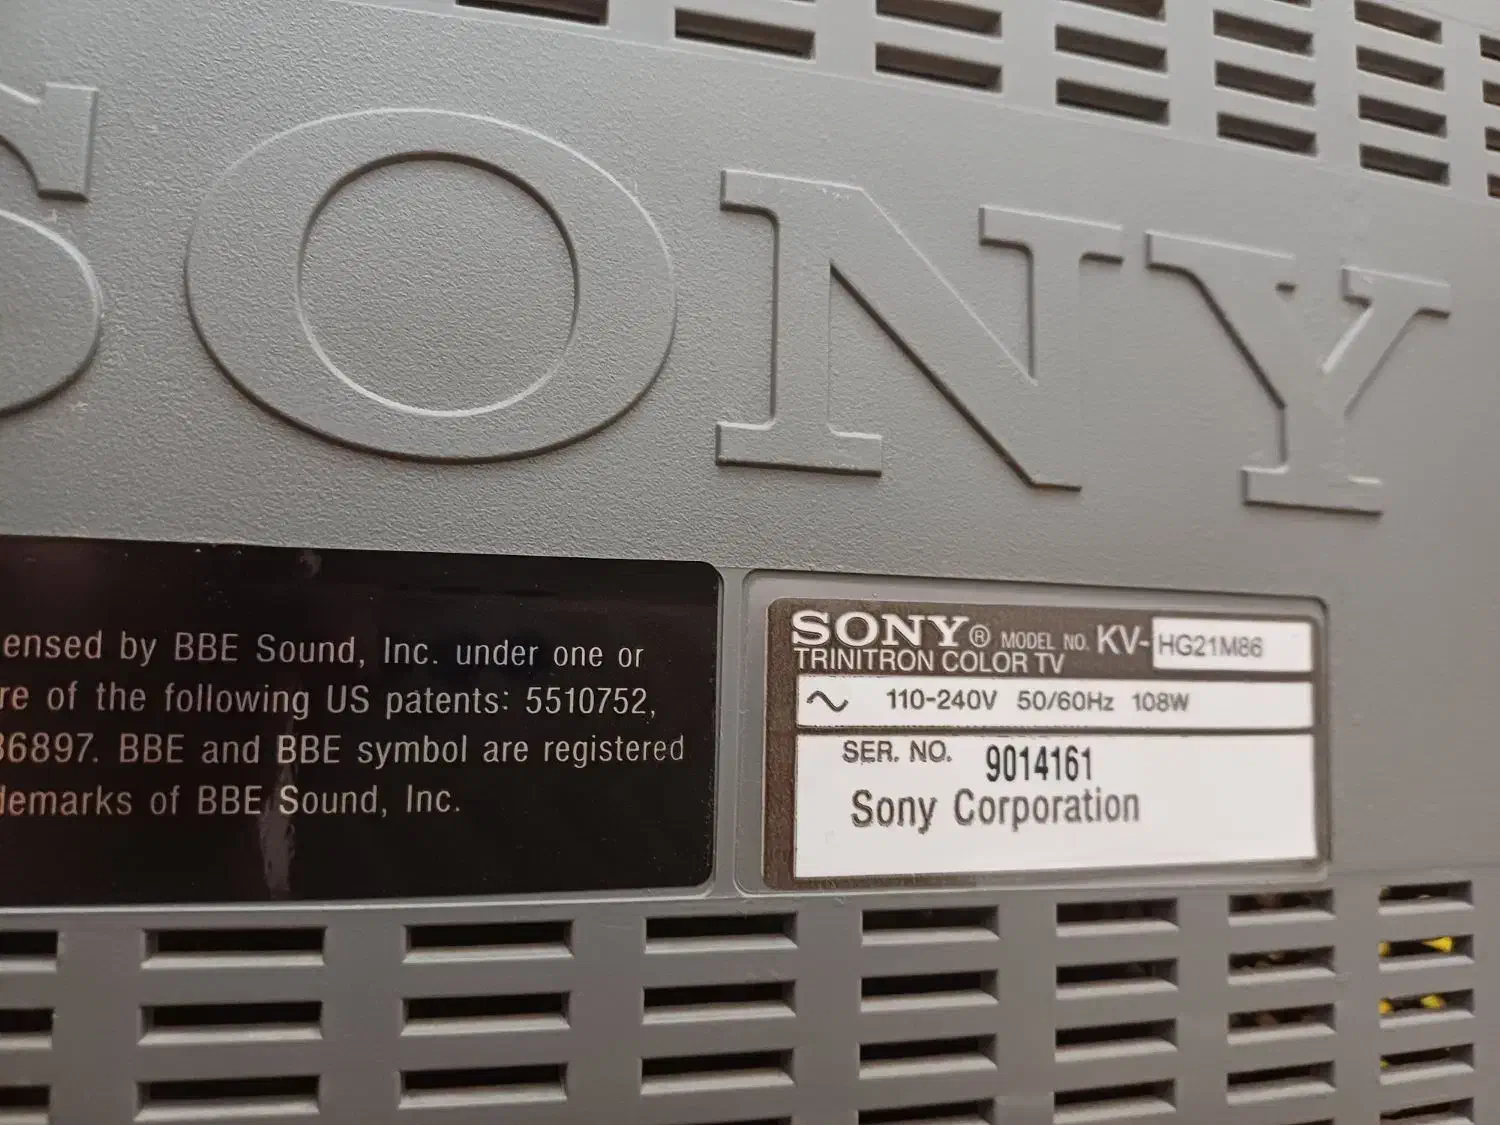 SONY
ensed by BBE Sound, Inc. under one or
re of the following US patents: 5510752,
36897. BBE and BBE symbol are registered
demarks of BBE Sound, Inc.
SONY® MODEL NO. KV-HG21M86
TRINITRON COLOR TV
∼ 110-240V 50/60Hz 108W
SER. NO. 9014161
Sony Corporation